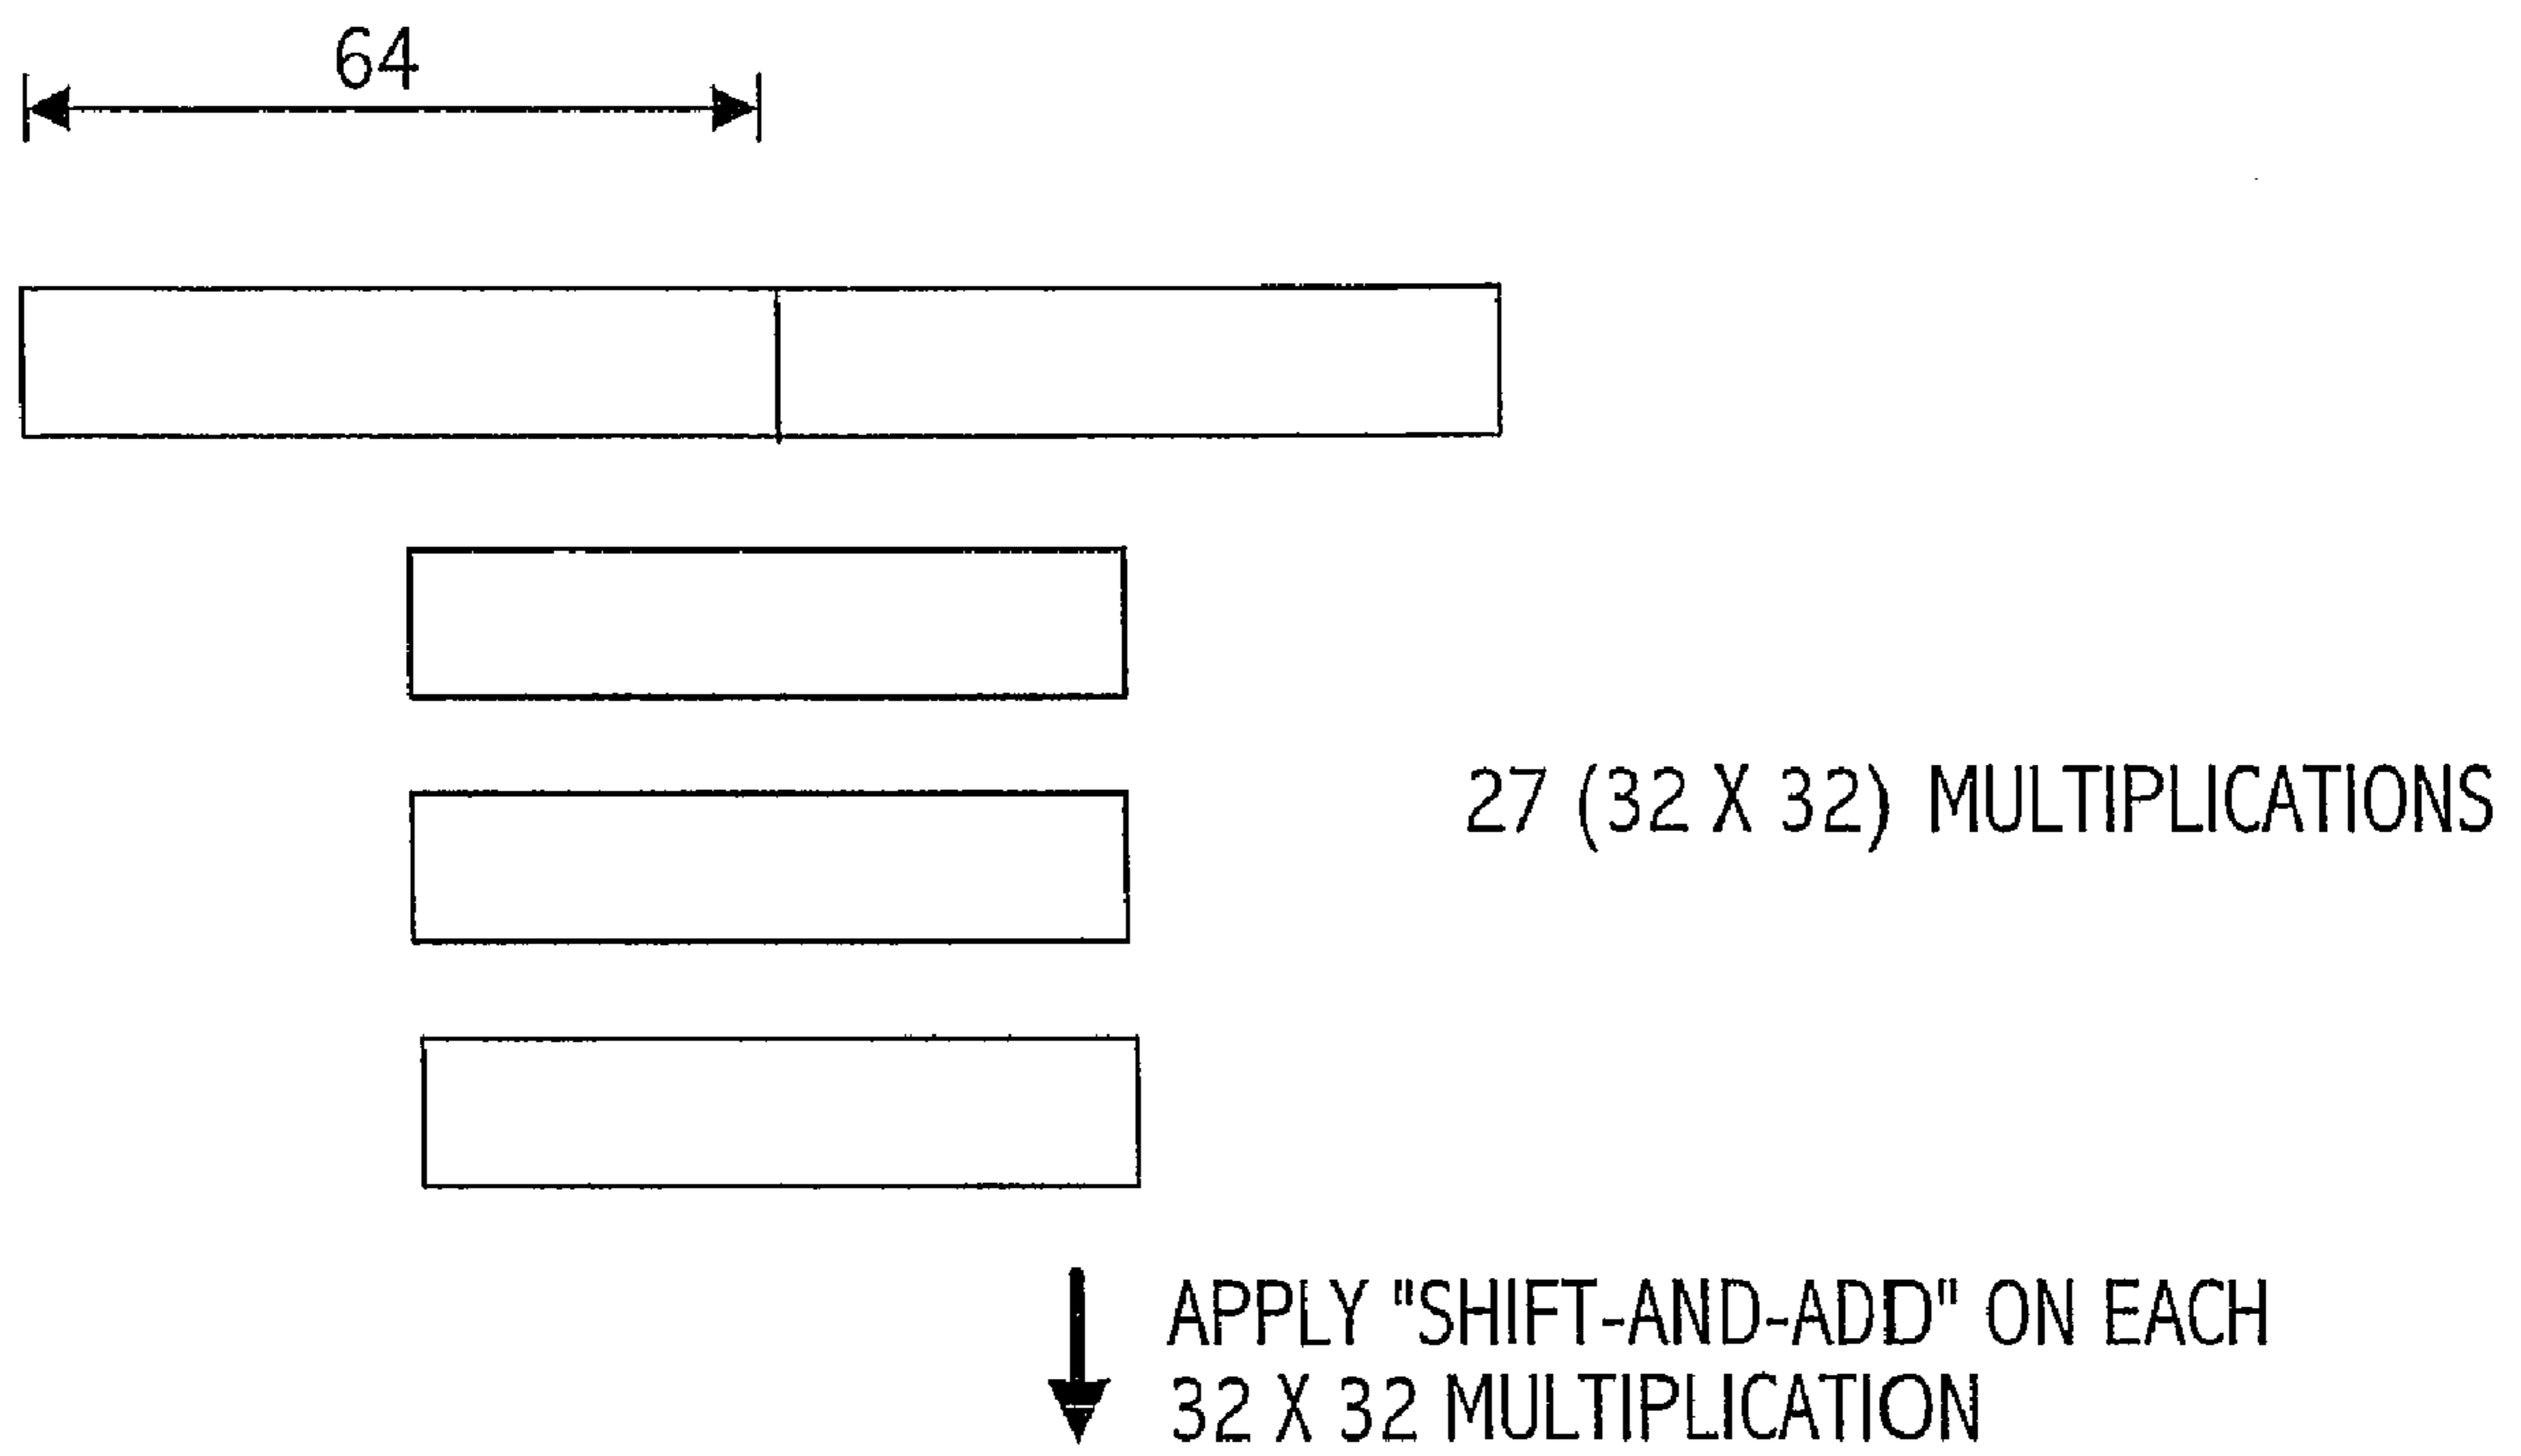 64
27 (32 X 32) MULTIPLICATIONS
APPLY "SHIFT-AND-ADD" ON EACH
32 X 32 MULTIPLICATION